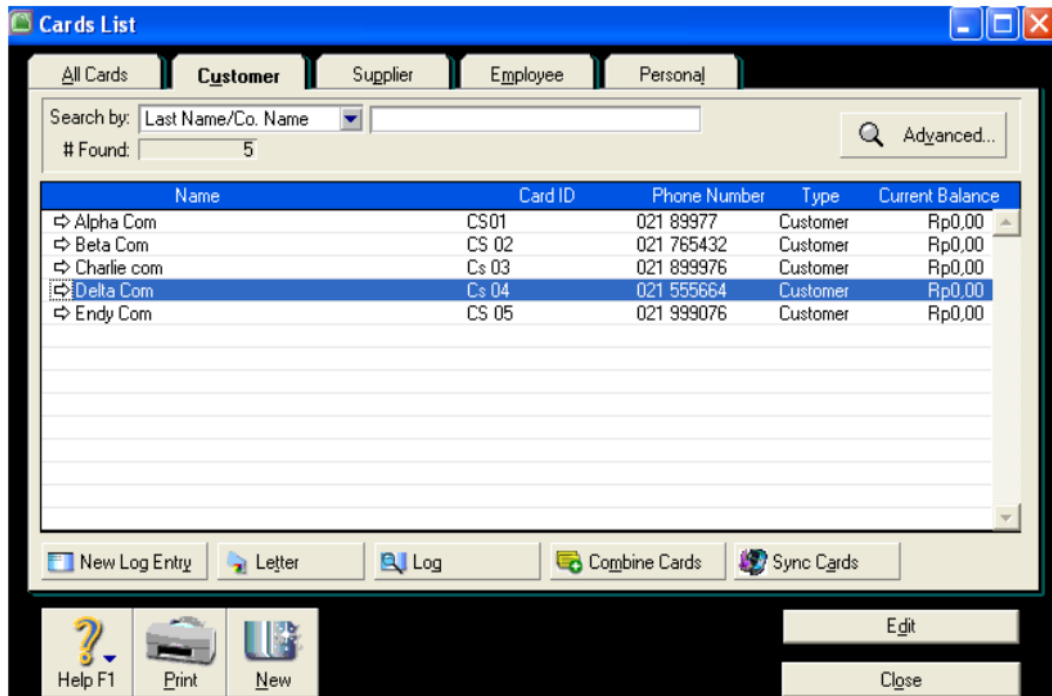 Cards List
All Cards Customer Supplier Employee Personal
Search by: Last Name/Co. Name Advanced...
# Found: 5
Name Card ID Phone Number Type Current Balance
Alpha Com CS01 021 89977 Customer Rp0,00
Beta Com CS 02 021 765432 Customer Rp0,00
Charlie com Cs 03 021 899976 Customer Rp0,00
Delta Com Cs 04 021 555664 Customer Rp0,00
Endy Com CS 05 021 999076 Customer Rp0,00
New Log Entry Letter Log Combine Cards Sync Cards
Help F1 Print New
Edit
Close